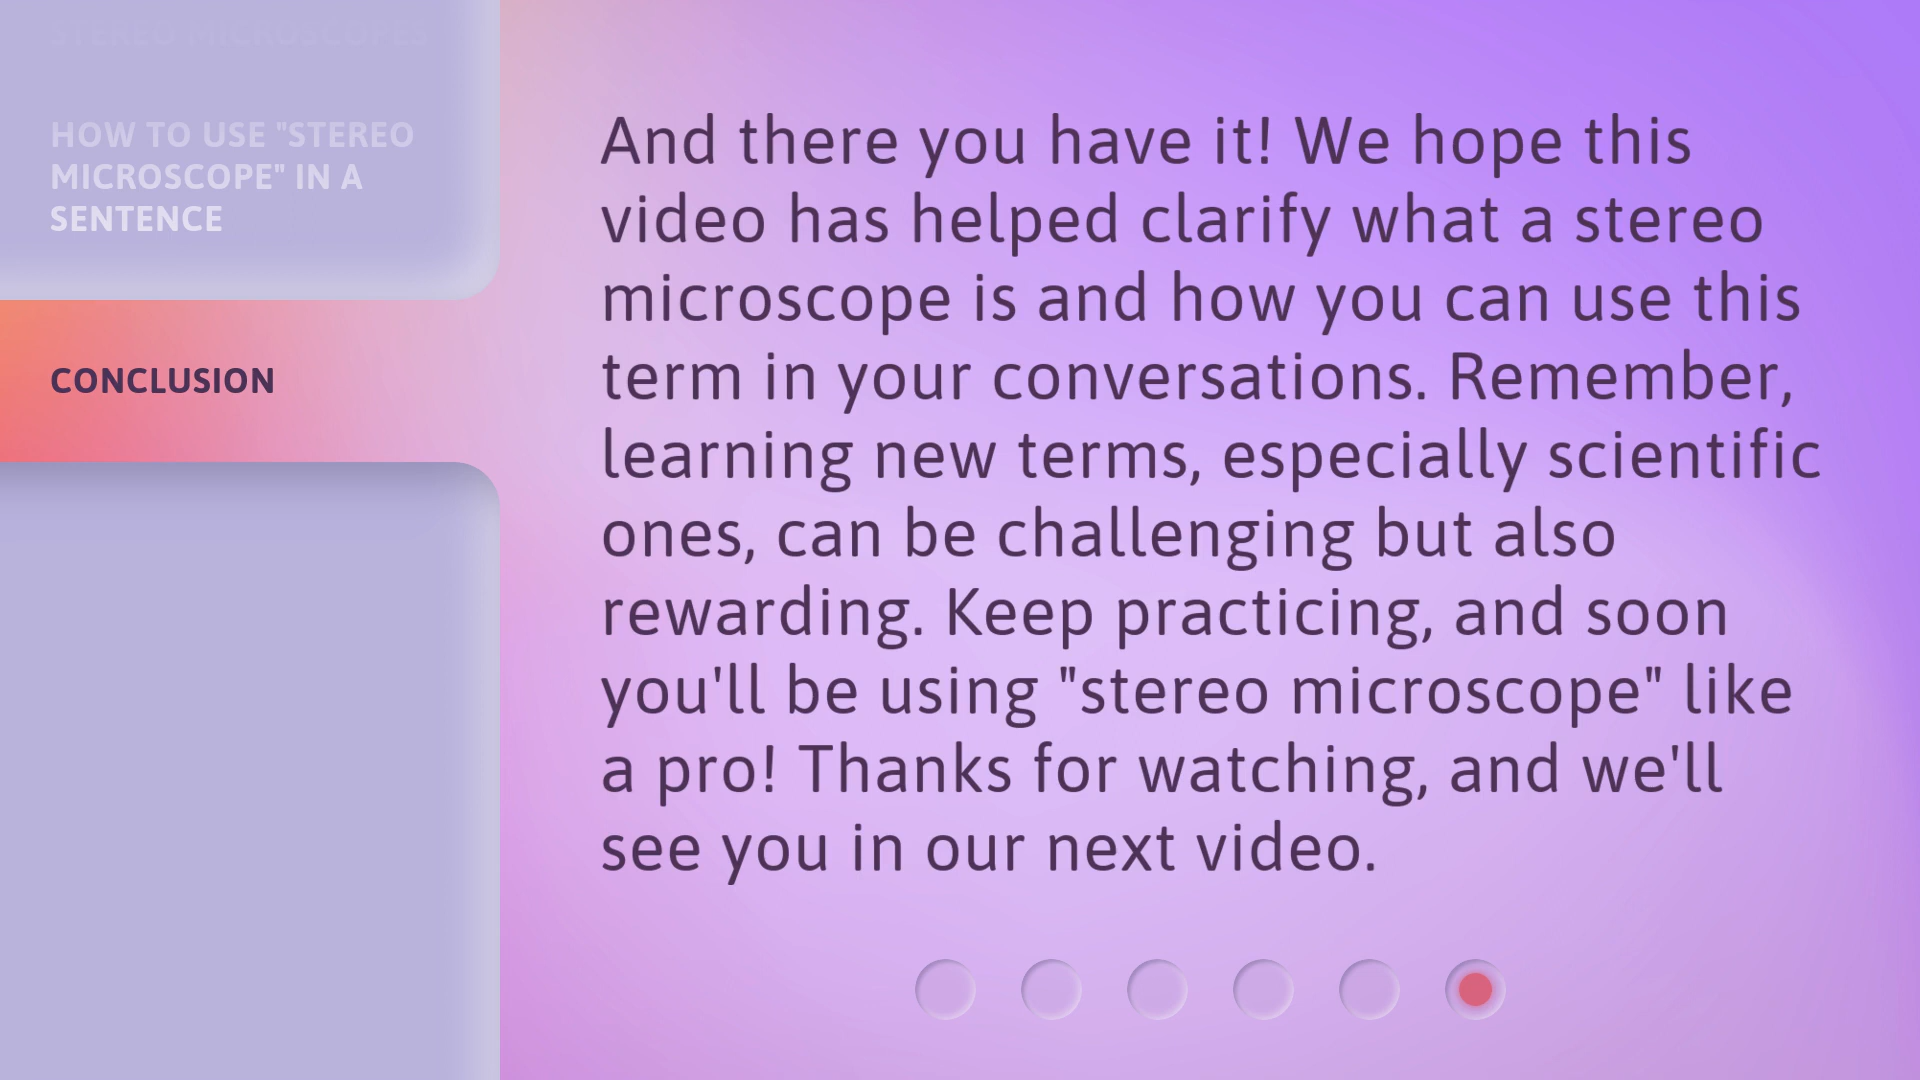 STEREO MICROSCOPES
HOW TO USE "STEREO
MICROSCOPE" IN A
SENTENCE
CONCLUSION
And there you have it! We hope this
video has helped clarify what a stereo
microscope is and how you can use this
term in your conversations. Remember,
learning new terms, especially scientific
ones, can be challenging but also
rewarding. Keep practicing, and soon
you'll be using "stereo microscope" like
a pro! Thanks for watching, and we'll
see you in our next video.